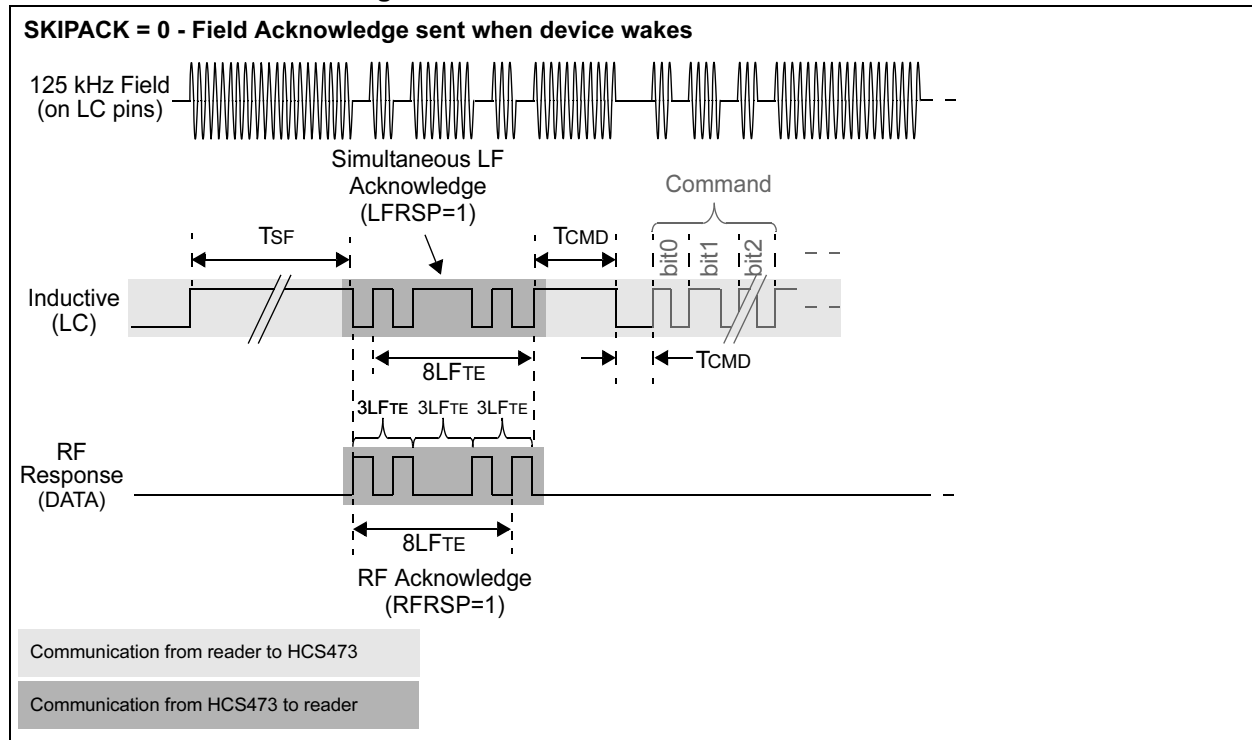 SKIPACK = 0 - Field Acknowledge sent when device wakes
125 kHz Field
(on LC pins)
Simultaneous LF
Acknowledge
(LFRSP=1)
Command
TSF
TCMD
bit0
bit1
bit2
Inductive
(LC)
8LFTE
TCMD
3LFTE 3LFTE 3LFTE
RF
Response
(DATA)
8LFTE
RF Acknowledge
(RFRSP=1)
Communication from reader to HCS473
Communication from HCS473 to reader